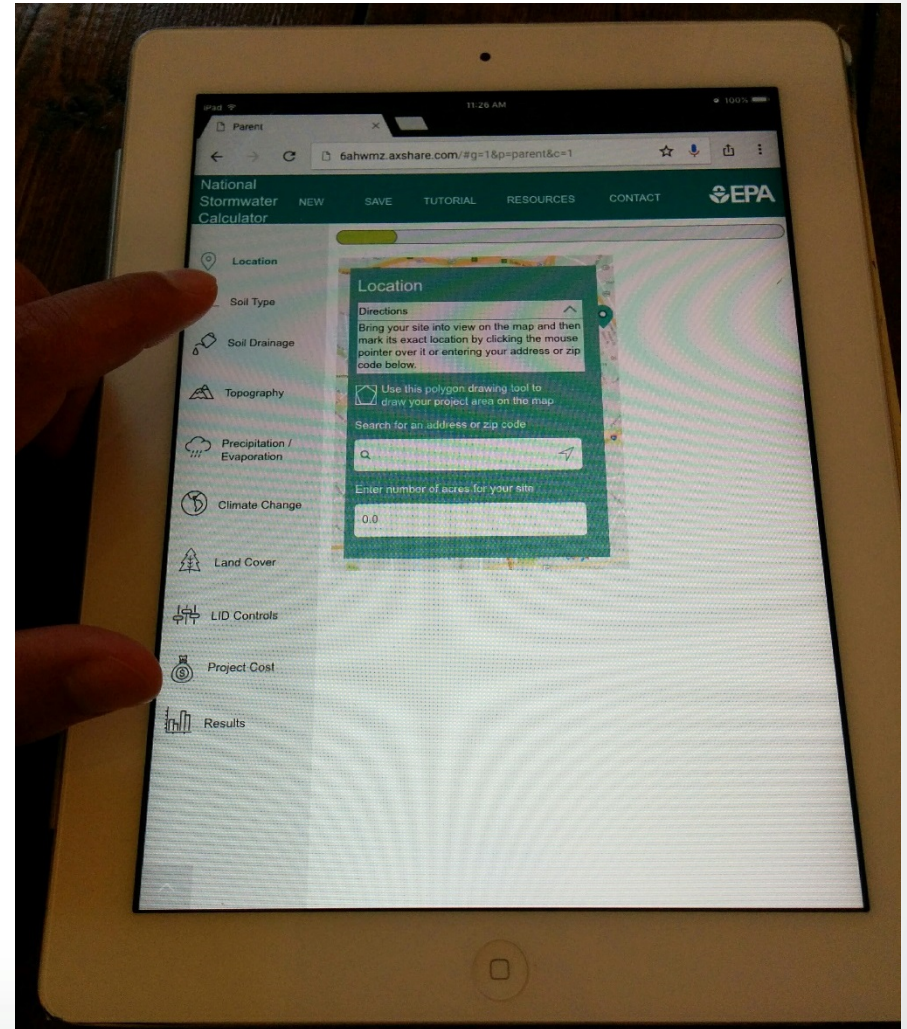 iPad 11:26 AM 100%
Parent
6ahwmz.axshare.com/#g=1&p=parent&c=1
National
Stormwater
Calculator
NEW SAVE TUTORIAL RESOURCES CONTACT EPA
Location
Soil Type
Soil Drainage
Topography
Precipitation /
Evaporation
Climate Change
Land Cover
LID Controls
Project Cost
Results
Location
Directions
Bring your site into view on the map and then
mark its exact location by clicking the mouse
pointer over it or entering your address or zip
code below.
Use this polygon drawing tool to
draw your project area on the map
Search for an address or zip code
Enter number of acres for your site
0.0